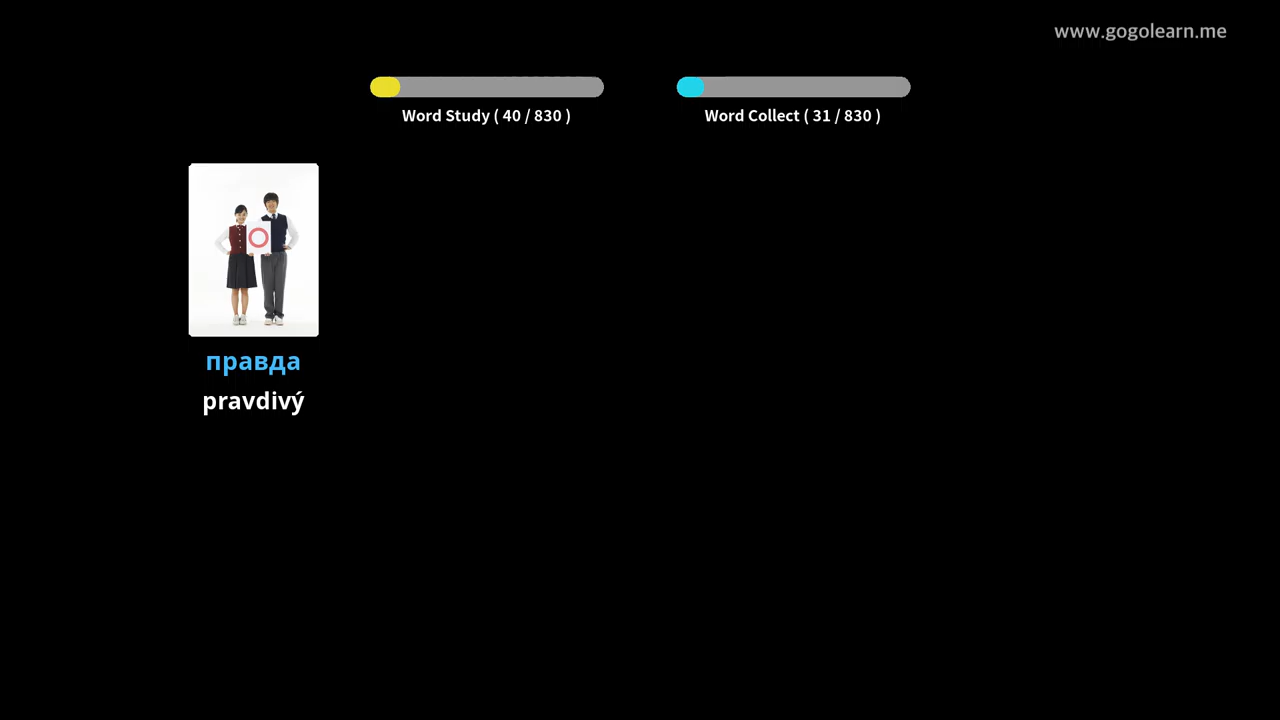 www.gogolearn.me
Word Study ( 40 / 830 )
Word Collect ( 31 / 830 )
правда
pravdivý